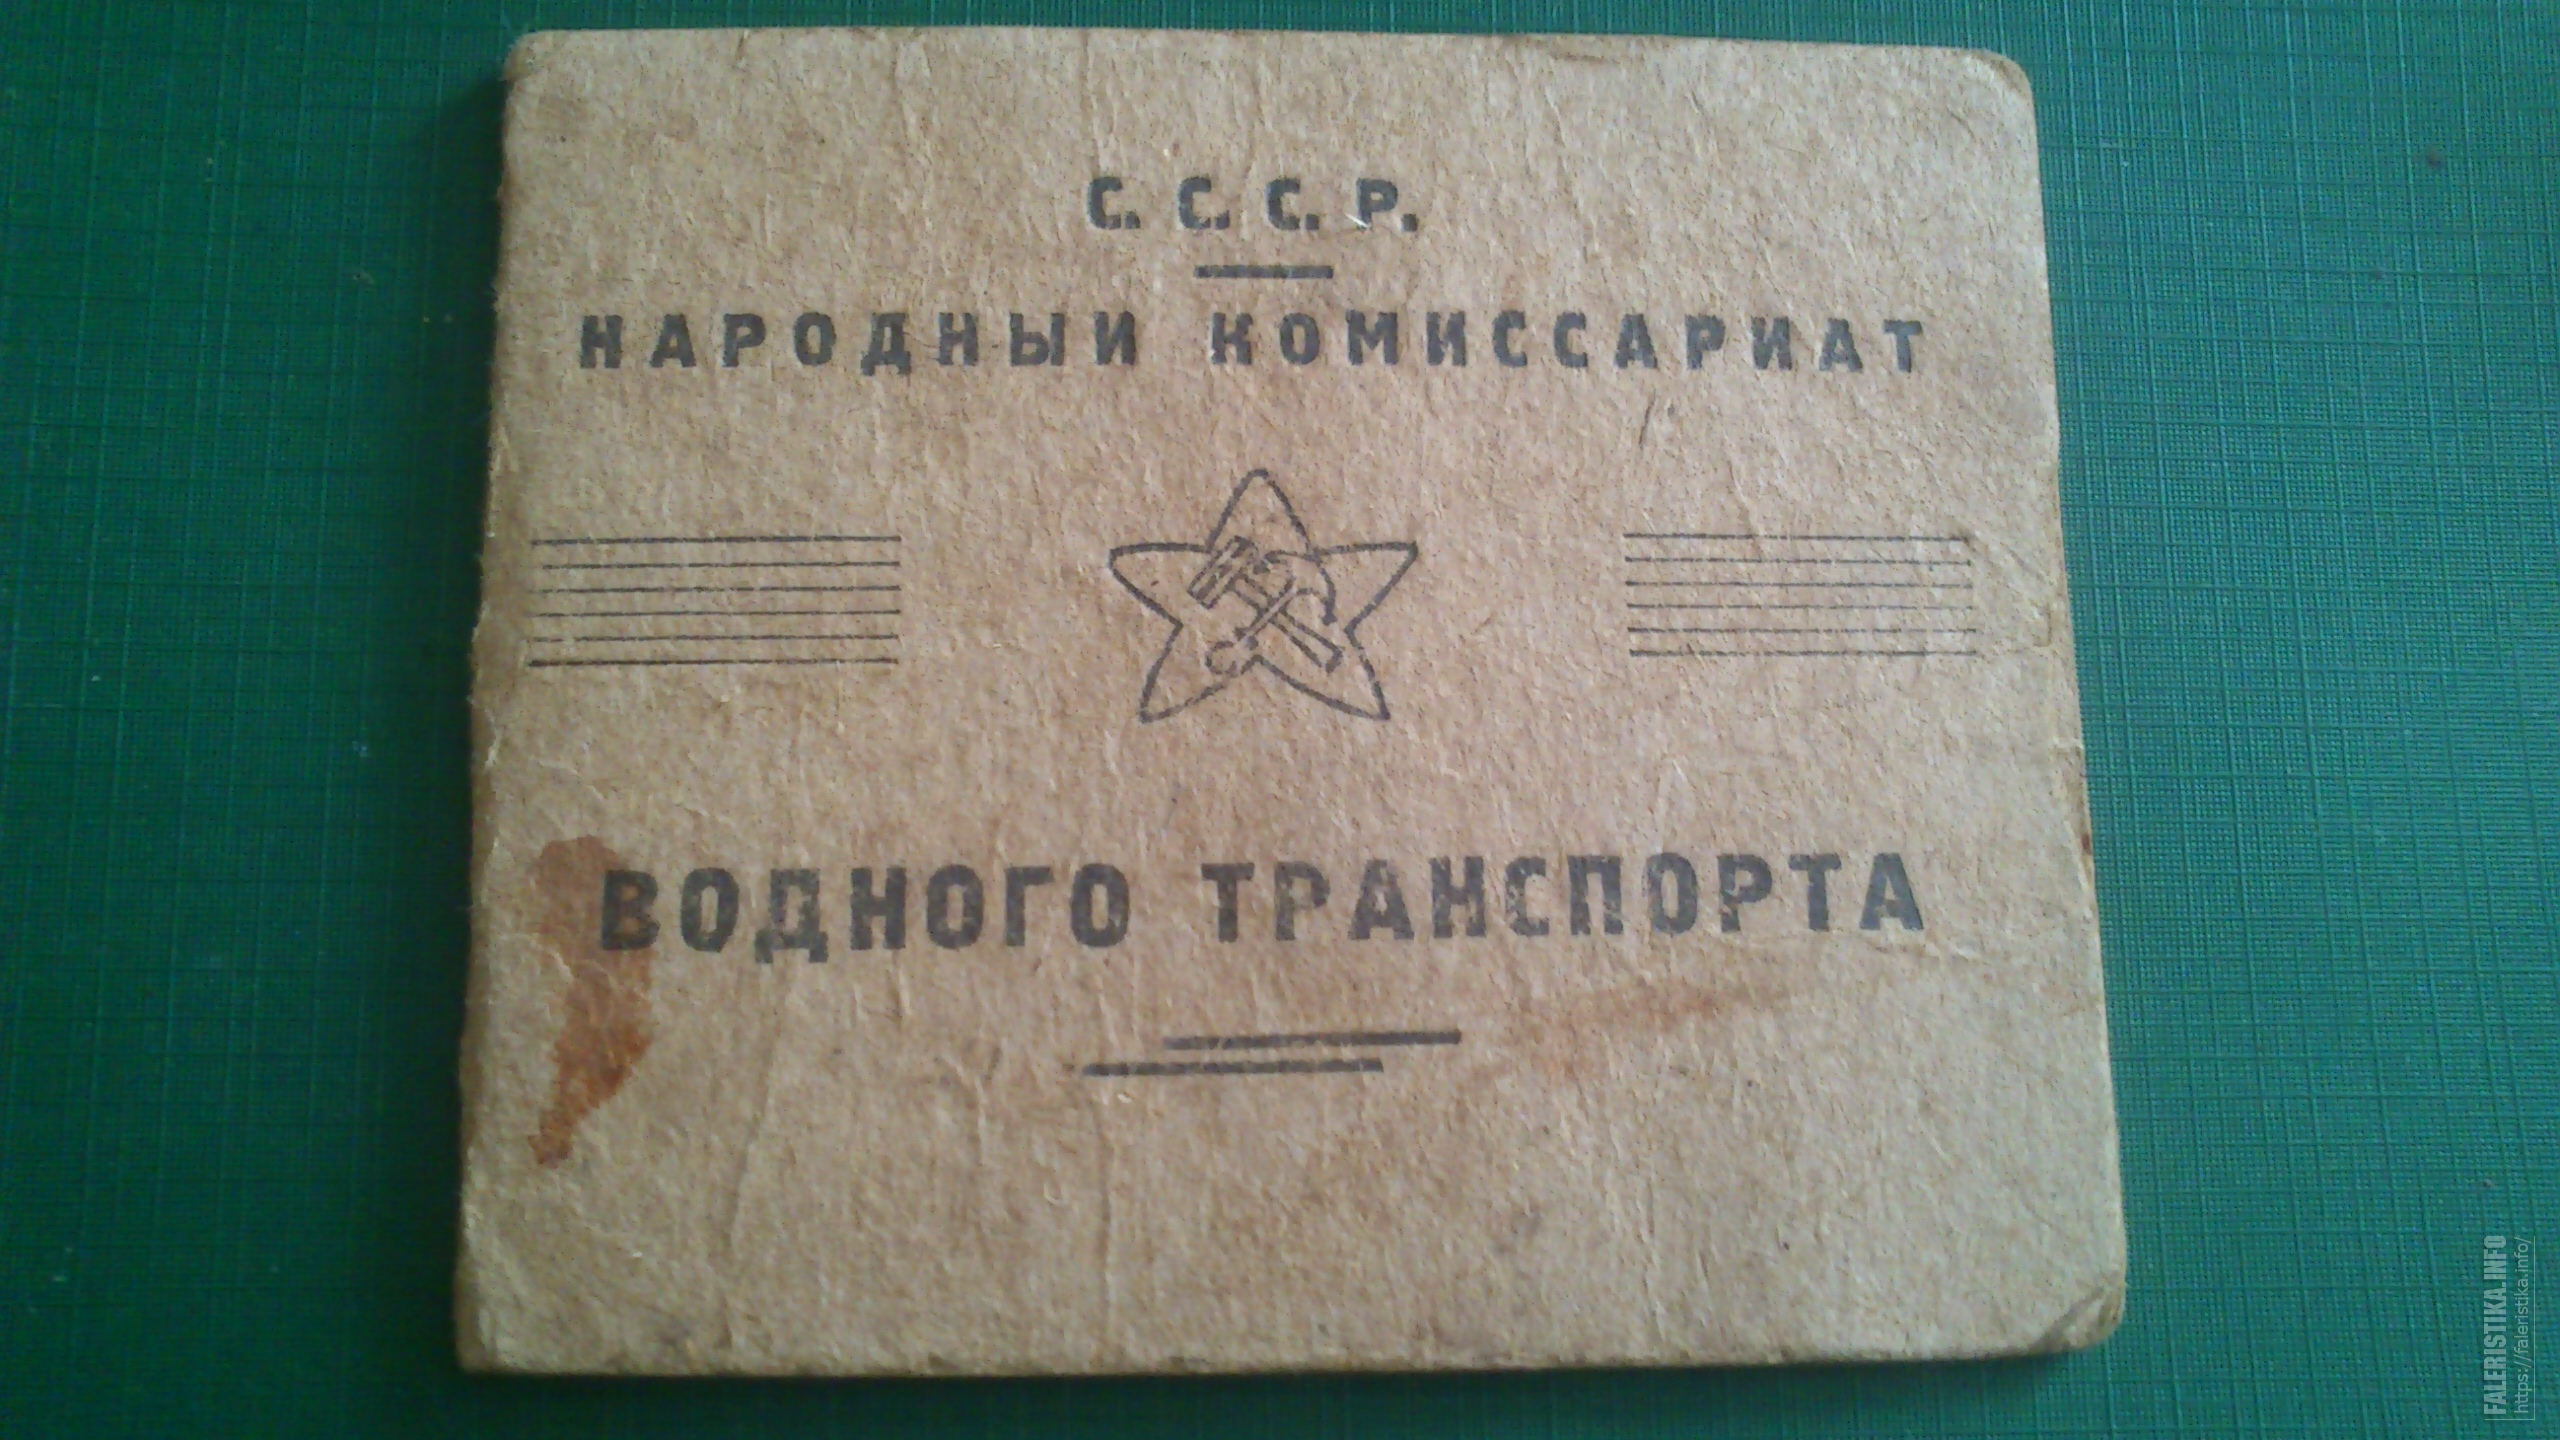 С. С. С. Р.
НАРОДНЫЙ КОМИССАРИАТ
ВОДНОГО ТРАНСПОРТА
FALERISTIKA.INFO
https://faleristika.info/